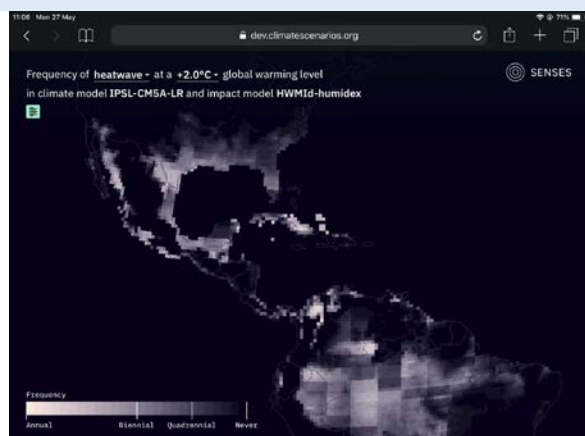 11:06 Mon 27 May
71%
dev.climatescenarios.org
Frequency of heatwave - at a +2.0°C - global warming level
in climate model IPSL-CM5A-LR and impact model HWMId-humidex
SENSES
Frequency
Annual Biennial Quadrennial Never